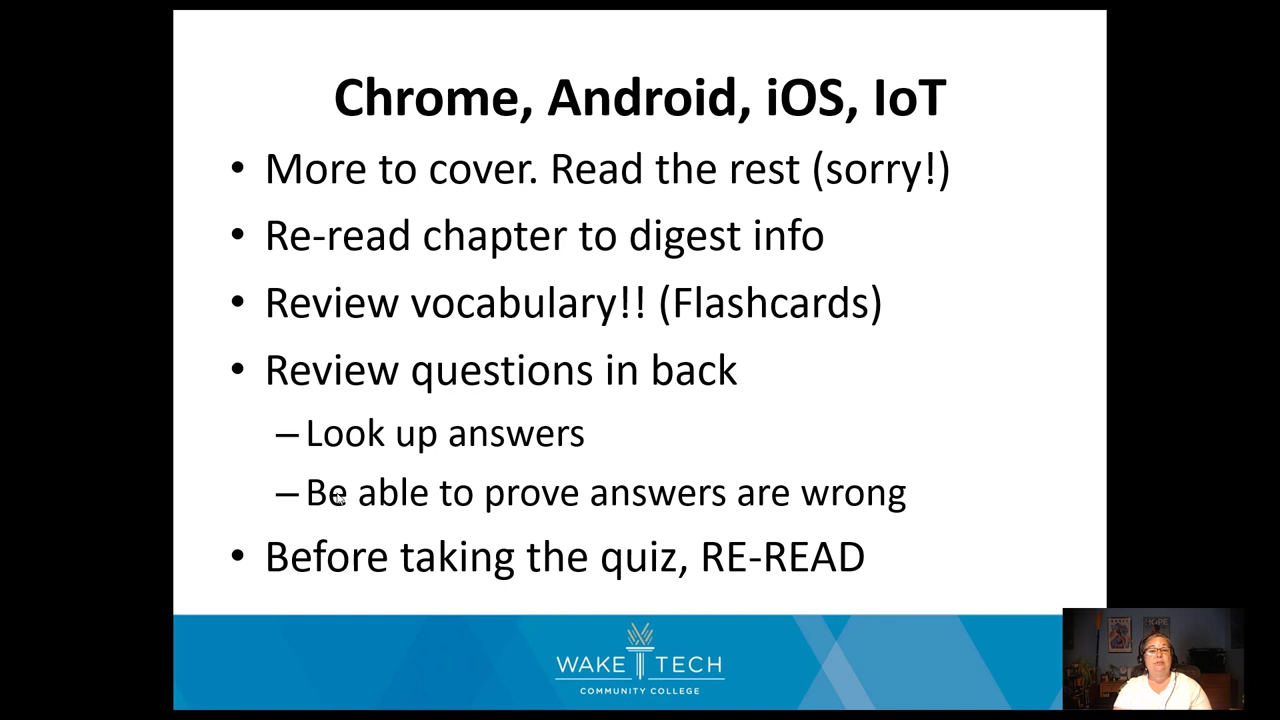 Chrome, Android, iOS, IoT
• More to cover. Read the rest (sorry!)
• Re-read chapter to digest info
• Review vocabulary!! (Flashcards)
• Review questions in back
– Look up answers
– Be able to prove answers are wrong
• Before taking the quiz, RE-READ
WAKE TECH
COMMUNITY COLLEGE
HOPE